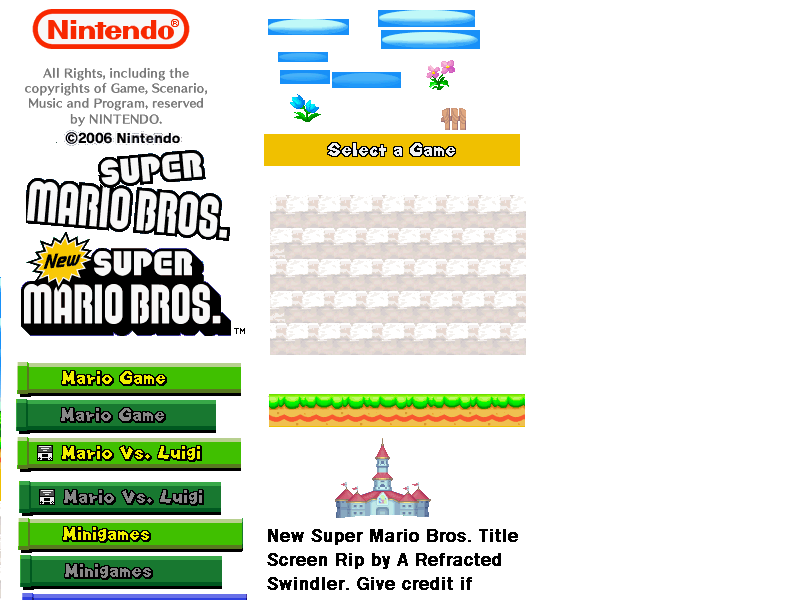 Nintendo®
All Rights, including the
copyrights of Game, Scenario,
Music and Program, reserved
by NINTENDO.
©2006 Nintendo
SUPER
MARIO BROS.
New SUPER
MARIO BROS.™
Mario Game
Mario Game
Mario Vs. Luigi
Mario Vs. Luigi
Minigames
Minigames
Select a Game
New Super Mario Bros. Title
Screen Rip by A Refracted
Swindler. Give credit if